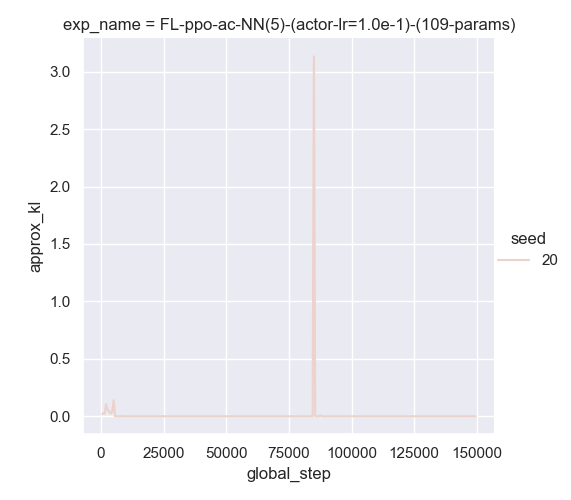 exp_name = FL-ppo-ac-NN(5)-(actor-lr=1.0e-1)-(109-params)
3.0
2.5
2.0
1.5
1.0
0.5
0.0
approx_kl
0 25000 50000 75000 100000 125000 150000
global_step
seed
20